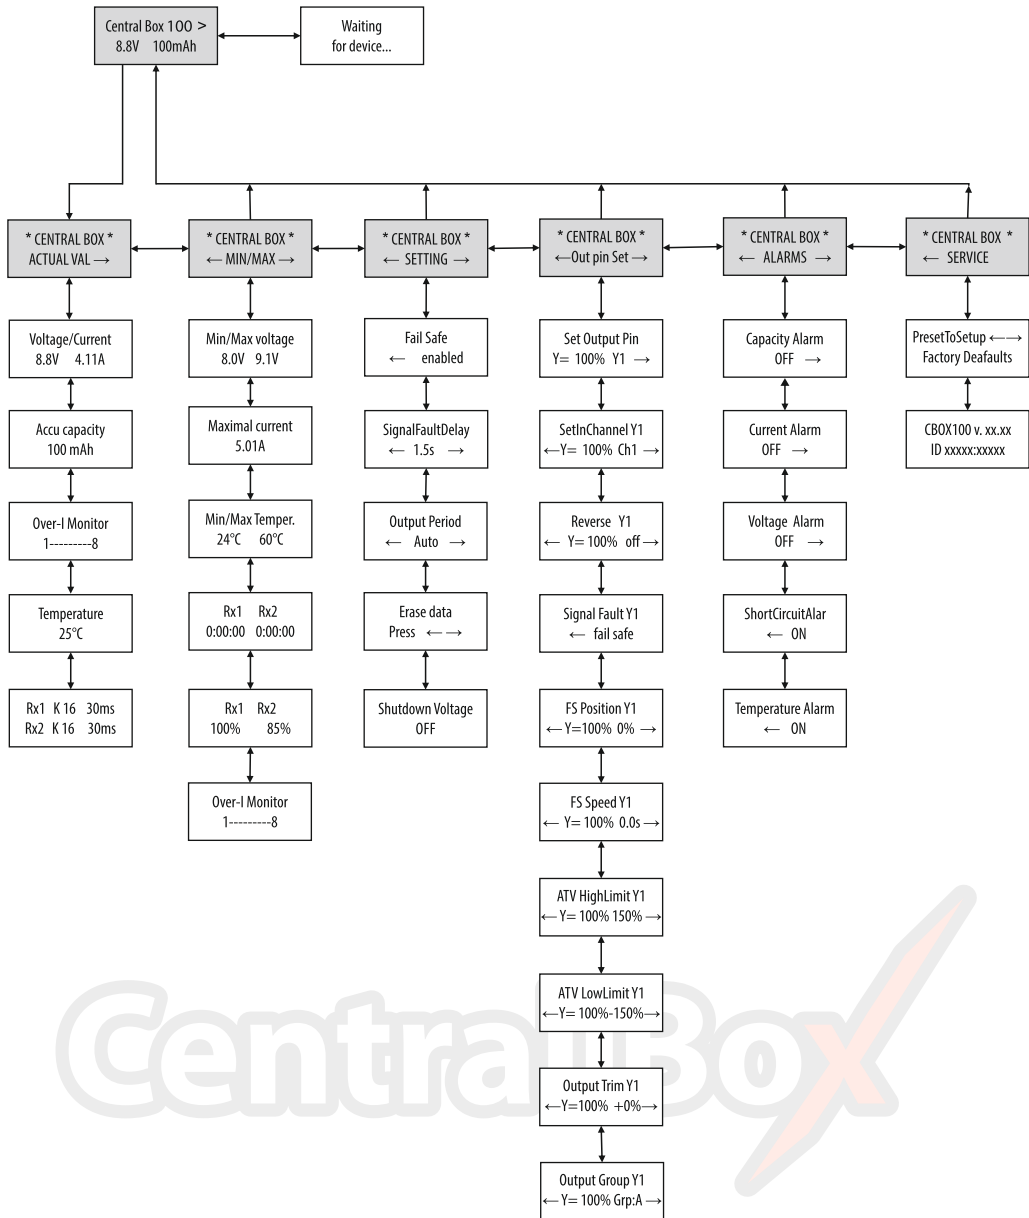 Central Box 100 >
8.8V 100mAh
Waiting
for device...
* CENTRAL BOX *
ACTUAL VAL →
Voltage/Current
8.8V 4.11A
Accu capacity
100 mAh
Over-I Monitor
1---------8
Temperature
25°C
Rx1 K 16 30ms
Rx2 K 16 30ms
* CENTRAL BOX *
← MIN/MAX →
Min/Max voltage
8.0V 9.1V
Maximal current
5.01A
Min/Max Temper.
24°C 60°C
Rx1 Rx2
0:00:00 0:00:00
Rx1 Rx2
100% 85%
Over-I Monitor
1---------8
* CENTRAL BOX *
← SETTING →
Fail Safe
← enabled
SignalFaultDelay
← 1.5s →
Output Period
← Auto →
Erase data
Press ← →
Shutdown Voltage
OFF
* CENTRAL BOX *
←Out pin Set →
Set Output Pin
Y= 100% Y1 →
SetInChannel Y1
←Y= 100% Ch1 →
Reverse Y1
← Y= 100% off →
Signal Fault Y1
← fail safe
FS Position Y1
←Y=100% 0% →
FS Speed Y1
← Y= 100% 0.0s →
ATV HighLimit Y1
←Y= 100% 150% →
ATV LowLimit Y1
←Y= 100%-150%→
Output Trim Y1
←Y=100% +0%→
Output Group Y1
← Y= 100% Grp:A →
* CENTRAL BOX *
← ALARMS →
Capacity Alarm
OFF →
Current Alarm
OFF →
Voltage Alarm
OFF →
ShortCircuitAlar
← ON
Temperature Alarm
← ON
* CENTRAL BOX *
← SERVICE
PresetToSetup ←→
Factory Deafaults
CBOX100 v. xx.xx
ID xxxxx:xxxxx
CentralBox